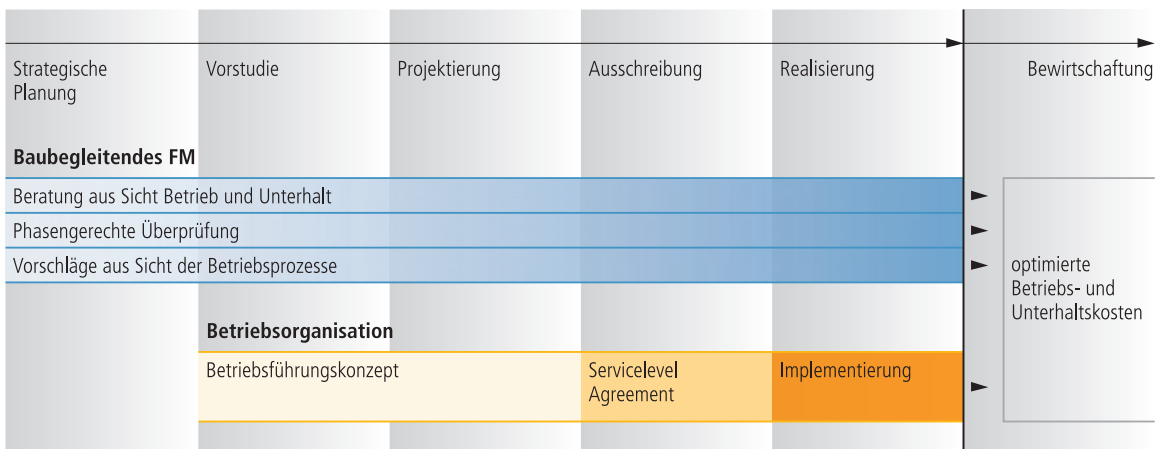 Strategische
Planung
Vorstudie
Projektierung
Ausschreibung
Realisierung
Bewirtschaftung
Baubegleitendes FM
Beratung aus Sicht Betrieb und Unterhalt
Phasengerechte Überprüfung
Vorschläge aus Sicht der Betriebsprozesse
optimierte
Betriebs- und
Unterhaltskosten
Betriebsorganisation
Betriebsführungskonzept
Servicelevel
Agreement
Implementierung